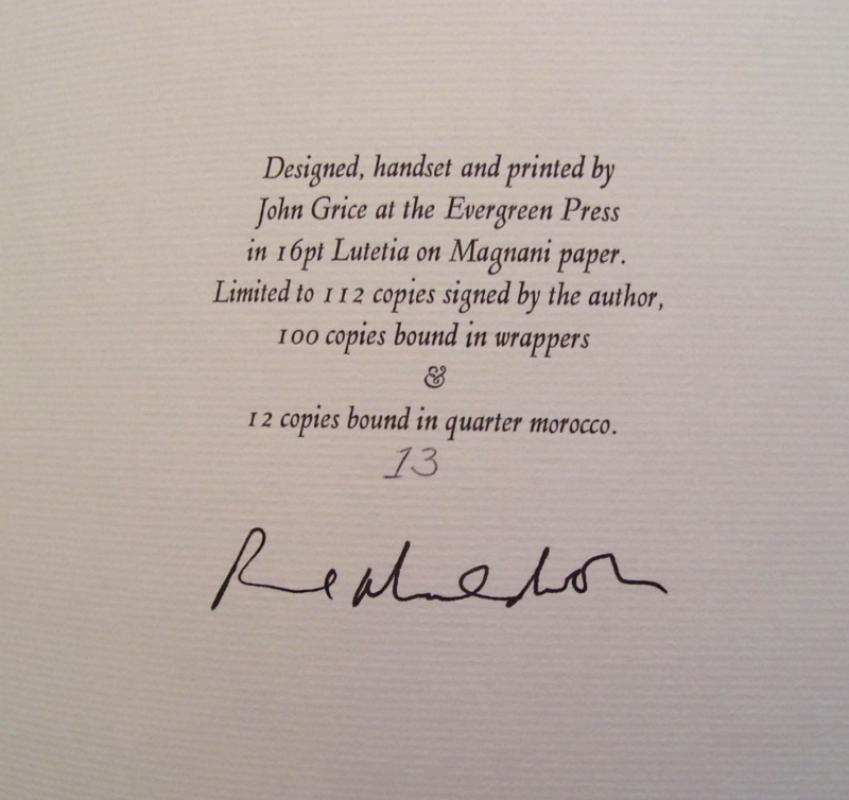 Designed, handset and printed by
John Grice at the Evergreen Press
in 16pt Lutetia on Magnani paper.
Limited to 112 copies signed by the author,
100 copies bound in wrappers
&
12 copies bound in quarter morocco.
13